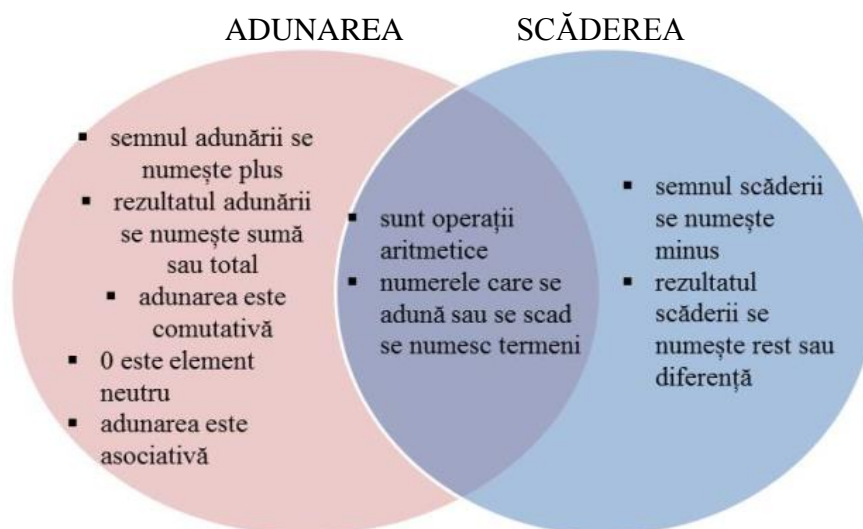 ADUNAREA
SCĂDEREA
▪ semnul adunării se
numește plus
▪ rezultatul adunării
se numește sumă
sau total
▪ adunarea este
comutativă
▪ 0 este element
neutru
▪ adunarea este
asociativă
▪ sunt operații
aritmetice
▪ numerele care se
adună sau se scad
se numesc termeni
▪ semnul scăderii
se numește
minus
▪ rezultatul
scăderii se
numește rest sau
diferență